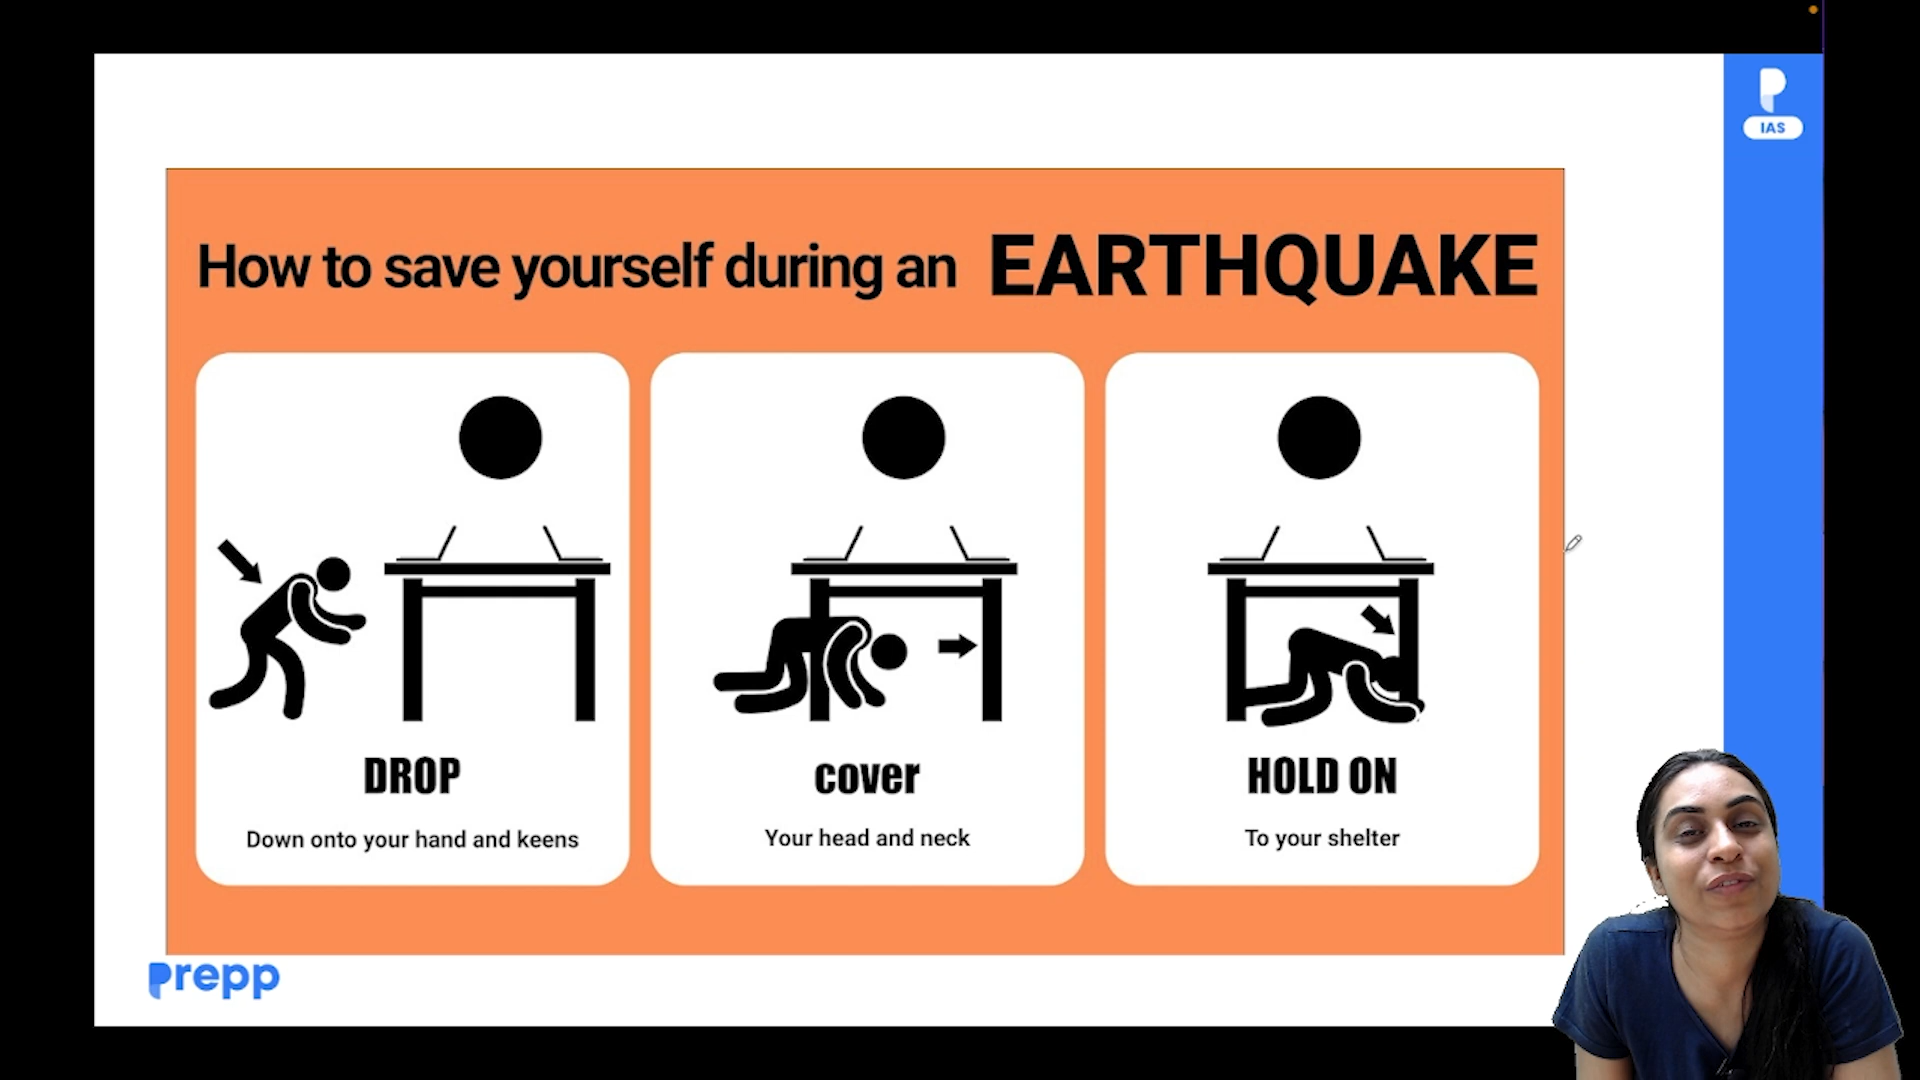 IAS
How to save yourself during an EARTHQUAKE
DROP
Down onto your hand and keens
cover
Your head and neck
HOLD ON
To your shelter
prepp